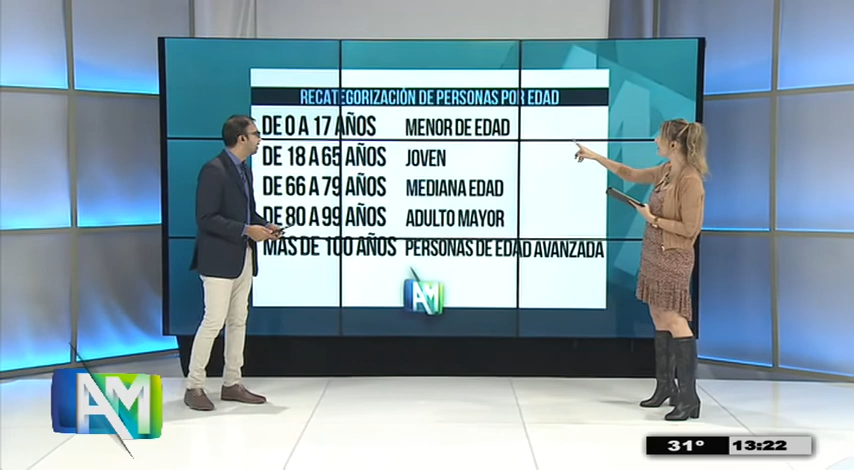 RECATEGORIZACIÓN DE PERSONAS POR EDAD
DE 0 A 17 AÑOS MENOR DE EDAD
DE 18 A 65 AÑOS JOVEN
DE 66 A 79 AÑOS MEDIANA EDAD
DE 80 A 99 AÑOS ADULTO MAYOR
MÁS DE 100 AÑOS PERSONAS DE EDAD AVANZADA
AM
AM
31° 13:22